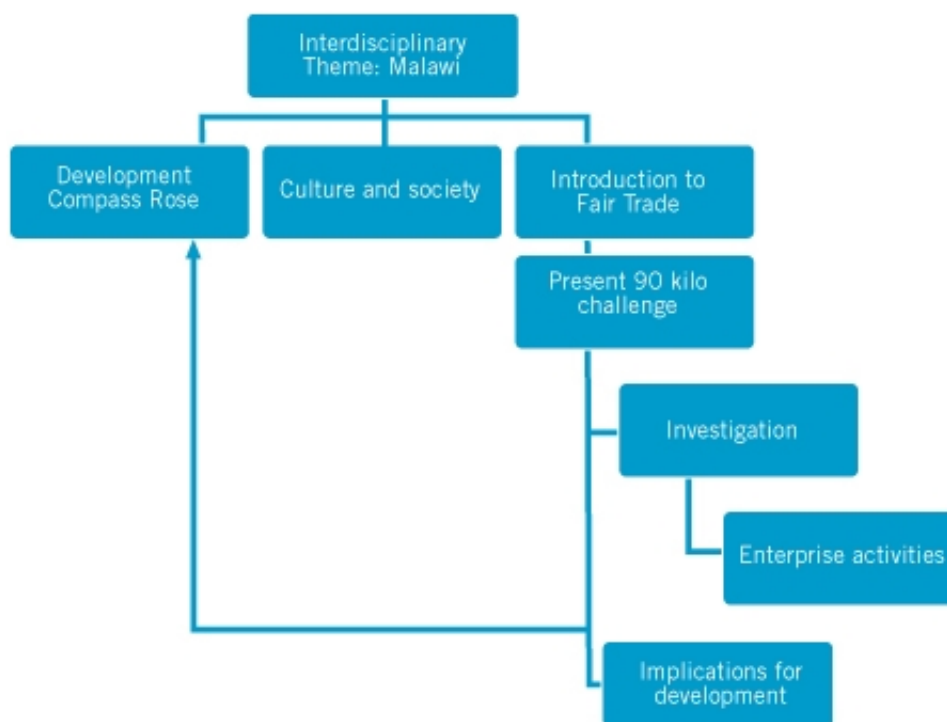 Interdisciplinary
Theme: Malawi
Development
Compass Rose
Culture and society
Introduction to
Fair Trade
Present 90 kilo
challenge
Investigation
Enterprise activities
Implications for
development